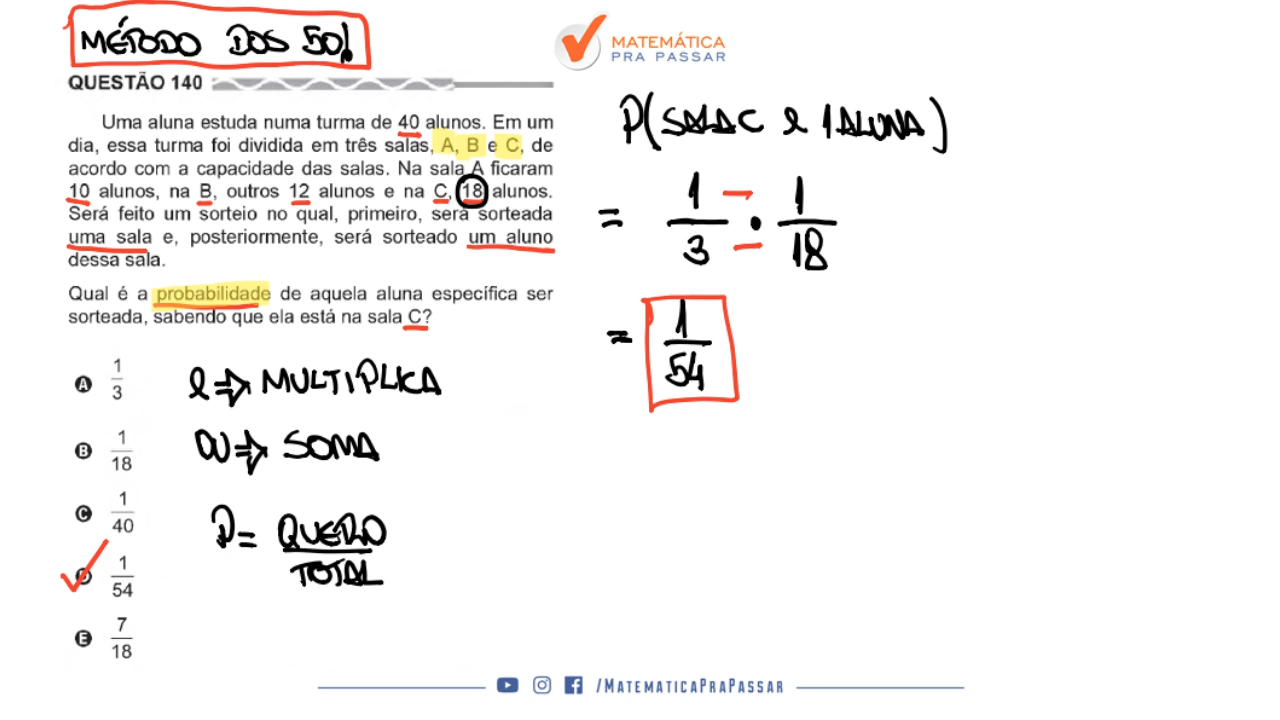 MÉTODO DOS 50%
MATEMÁTICA
PRA PASSAR
QUESTÃO 140
Uma aluna estuda numa turma de 40 alunos. Em um
dia, essa turma foi dividida em três salas, A, B e C, de
acordo com a capacidade das salas. Na sala A ficaram
10 alunos, na B, outros 12 alunos e na C, 18 alunos.
Será feito um sorteio no qual, primeiro, será sorteada
uma sala e, posteriormente, será sorteado um aluno
dessa sala.
Qual é a probabilidade de aquela aluna específica ser
sorteada, sabendo que ela está na sala C?
A 1/3
B 1/18
C 1/40
D 1/54
E 7/18
e ⇒ MULTIPLICA
OU ⇒ SOMA
P = QUERO/TOTAL
P(SALA C e 1 ALUNA)
= 1/3 • 1/18
= 1/54
/MATEMATICAPRAPASSAR